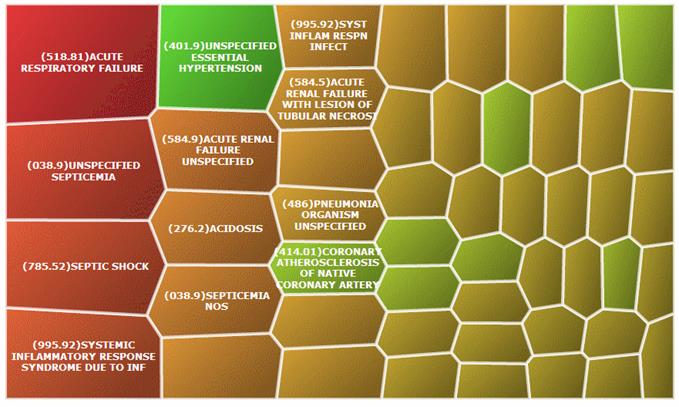 (518.81)ACUTE
RESPIRATORY FAILURE
(401.9)UNSPECIFIED
ESSENTIAL
HYPERTENSION
(995.92)SYST
INFLAM RESPN
INFECT
(584.5)ACUTE
RENAL FAILURE
WITH LESION OF
TUBULAR NECROSI
(038.9)UNSPECIFIED
SEPTICEMIA
(584.9)ACUTE RENAL
FAILURE
UNSPECIFIED
(276.2)ACIDOSIS
(486)PNEUMONIA
ORGANISM
UNSPECIFIED
(785.52)SEPTIC SHOCK
(414.01)CORONARY
ATHEROSCLEROSIS
OF NATIVE
CORONARY ARTERY
(038.9)SEPTICEMIA
NOS
(995.92)SYSTEMIC
INFLAMMATORY RESPONSE
SYNDROME DUE TO INF